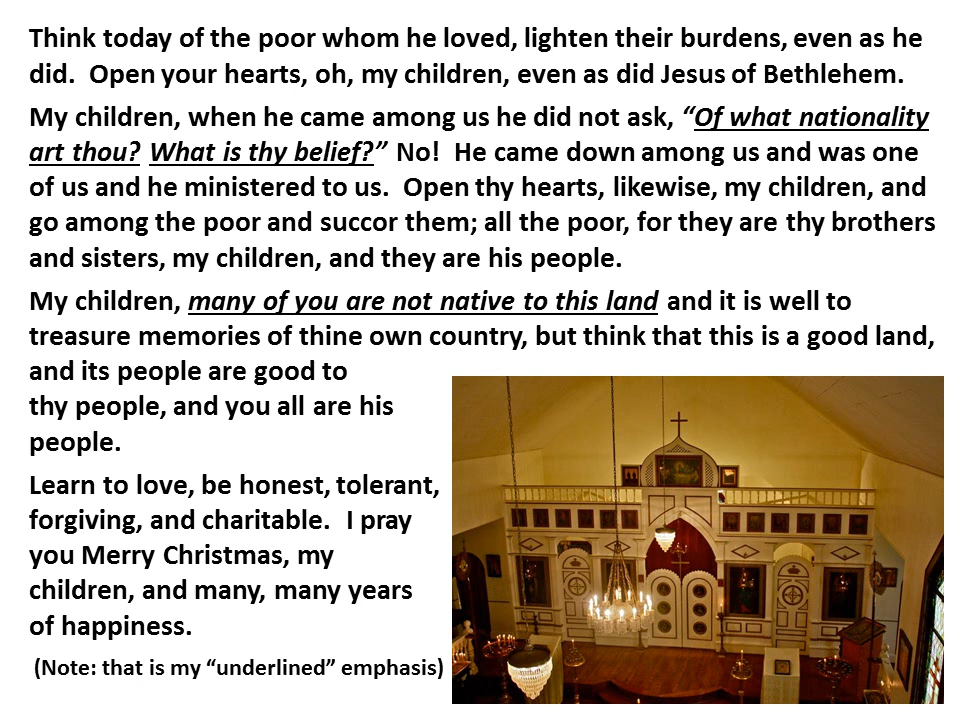 Think today of the poor whom he loved, lighten their burdens, even as he
did.  Open your hearts, oh, my children, even as did Jesus of Bethlehem.
My children, when he came among us he did not ask, “Of what nationality
art thou? What is thy belief?” No!  He came down among us and was one
of us and he ministered to us.  Open thy hearts, likewise, my children, and
go among the poor and succor them; all the poor, for they are thy brothers
and sisters, my children, and they are his people.
My children, many of you are not native to this land and it is well to
treasure memories of thine own country, but think that this is a good land,
and its people are good to
thy people, and you all are his
people.
Learn to love, be honest, tolerant,
forgiving, and charitable.  I pray
you Merry Christmas, my
children, and many, many years
of happiness.
(Note: that is my “underlined” emphasis)